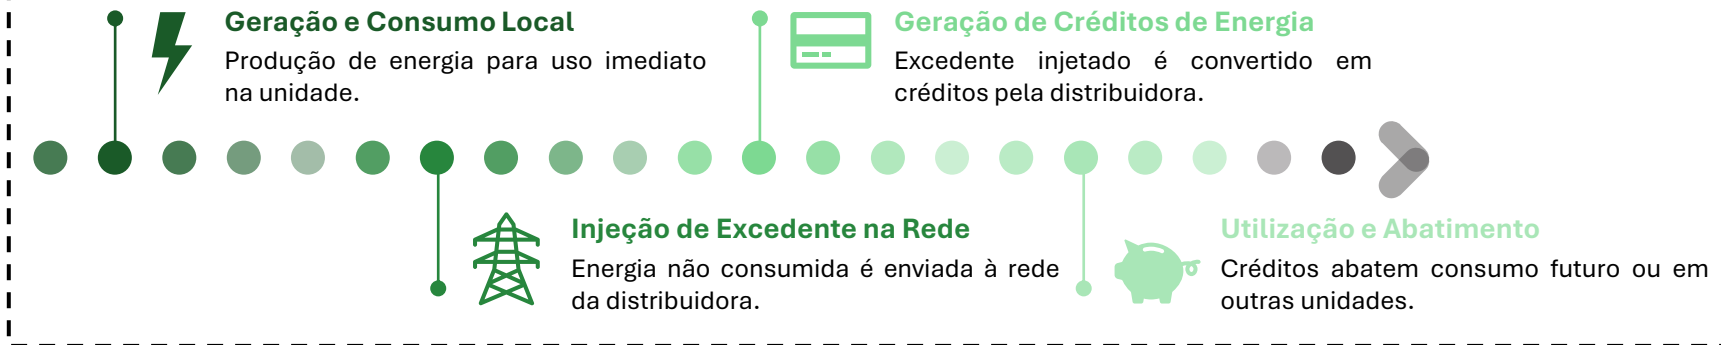 Geração e Consumo Local
Produção de energia para uso imediato
na unidade.
Geração de Créditos de Energia
Excedente injetado é convertido em
créditos pela distribuidora.
Injeção de Excedente na Rede
Energia não consumida é enviada à rede
da distribuidora.
Utilização e Abatimento
Créditos abatem consumo futuro ou em
outras unidades.